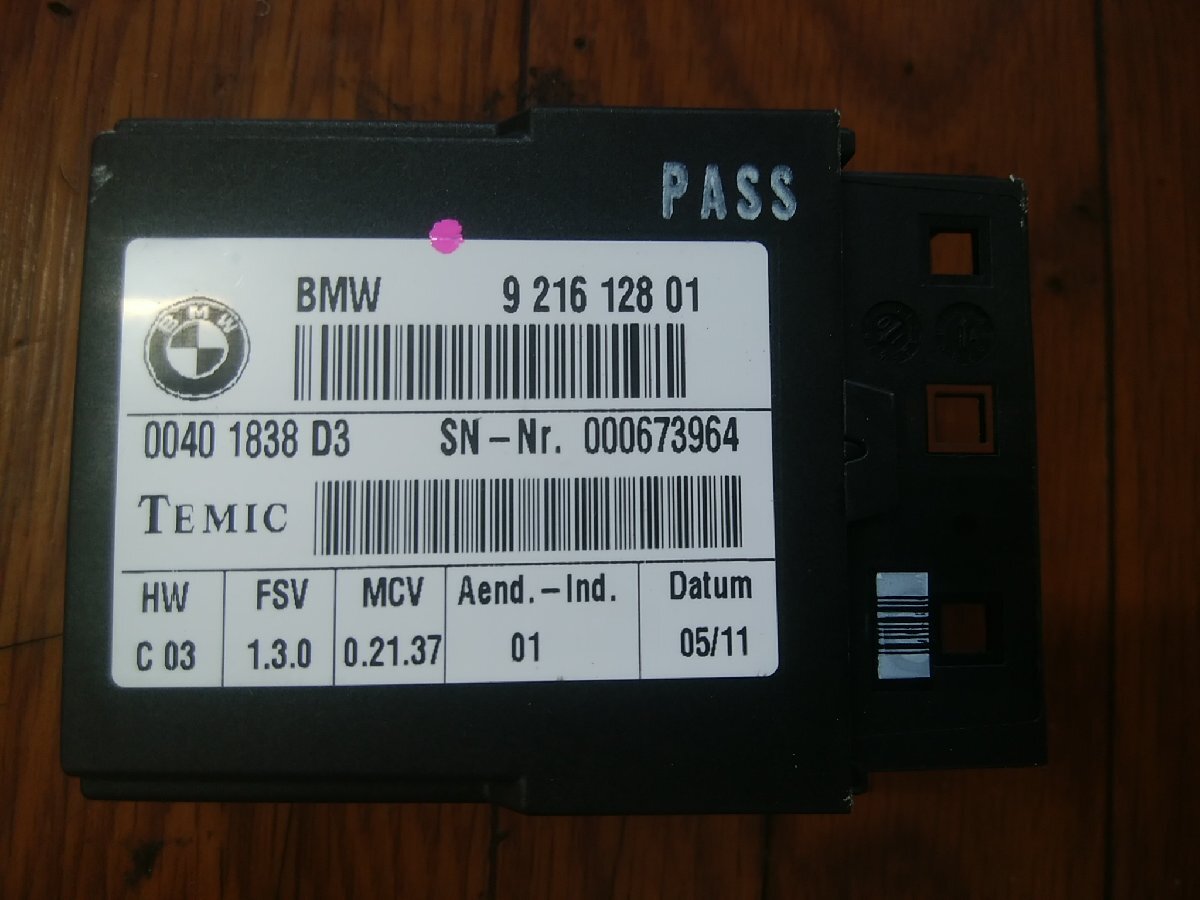 PASS
BMW 9 216 128 01
BMW
0040 1838 D3 SN-Nr. 000673964
TEMIC
HW FSV MCV Aend.-Ind. Datum
C 03 1.3.0 0.21.37 01 05/11